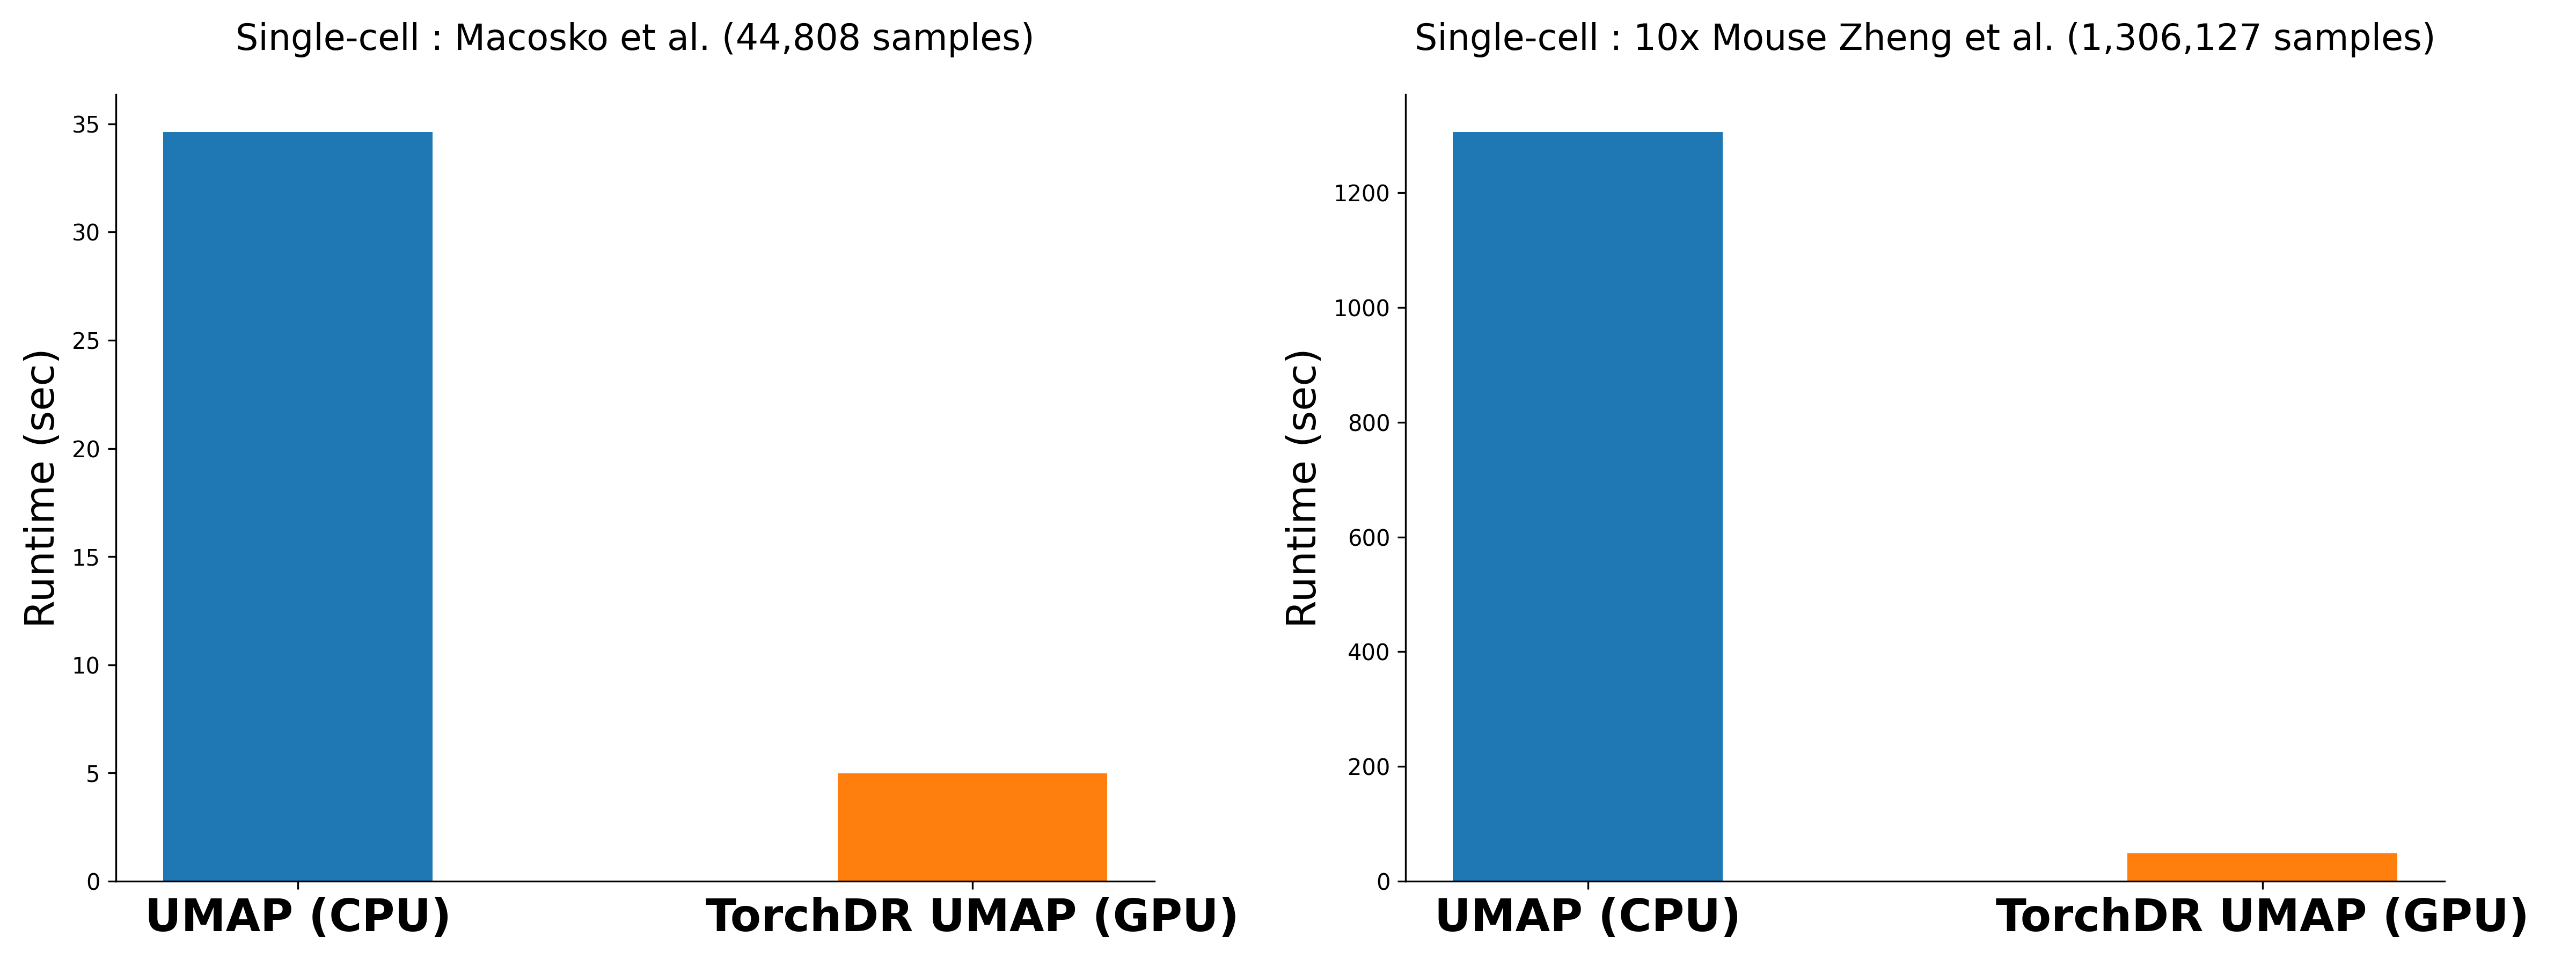 Single-cell : Macosko et al. (44,808 samples)
Runtime (sec)
35
30
25
20
15
10
5
0
UMAP (CPU)
TorchDR UMAP (GPU)
Single-cell : 10x Mouse Zheng et al. (1,306,127 samples)
Runtime (sec)
1200
1000
800
600
400
200
0
UMAP (CPU)
TorchDR UMAP (GPU)